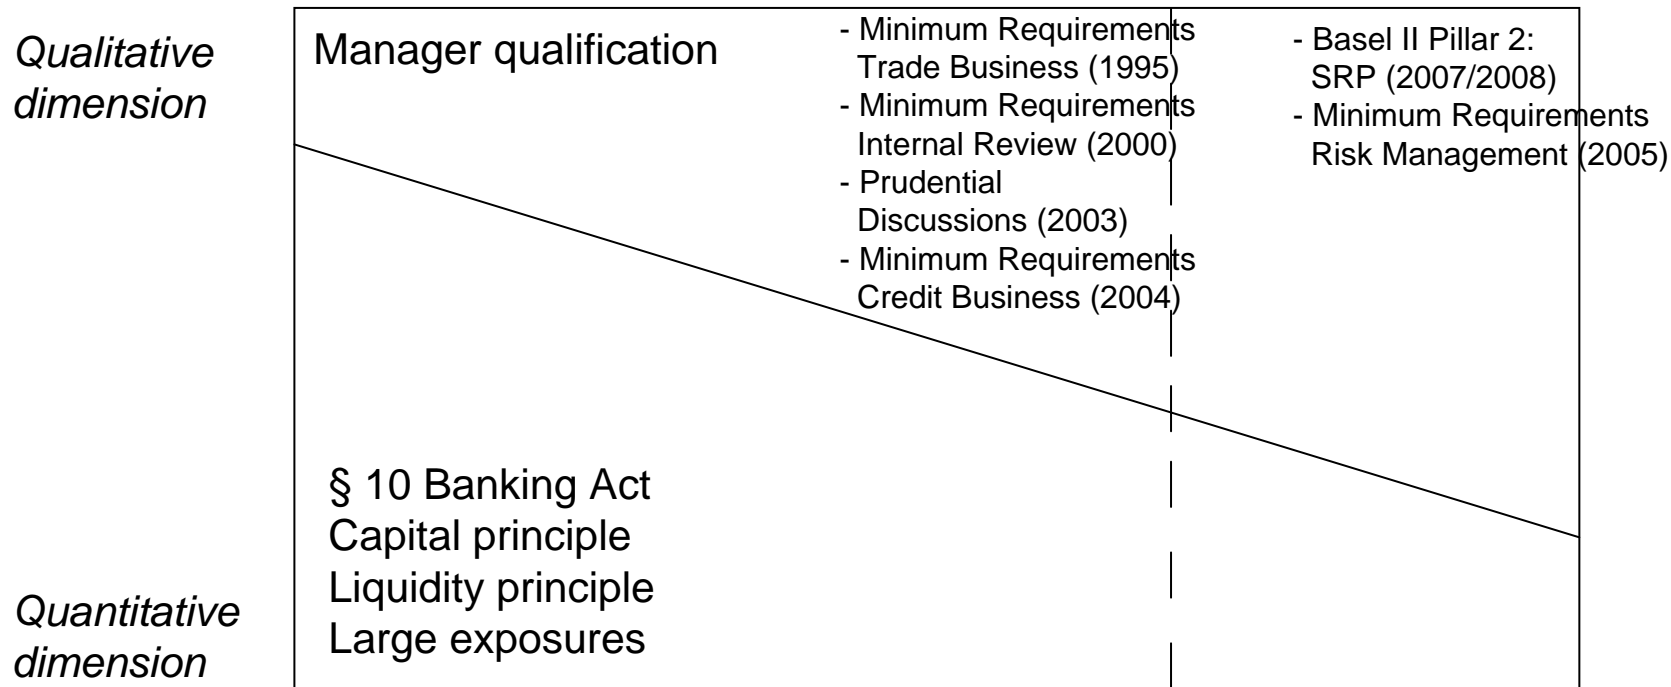 Qualitative
dimension
Manager qualification
- Minimum Requirements
Trade Business (1995)
- Minimum Requirements
Internal Review (2000)
- Prudential
Discussions (2003)
- Minimum Requirements
Credit Business (2004)
- Basel II Pillar 2:
SRP (2007/2008)
- Minimum Requirements
Risk Management (2005)
§ 10 Banking Act
Capital principle
Liquidity principle
Large exposures
Quantitative
dimension